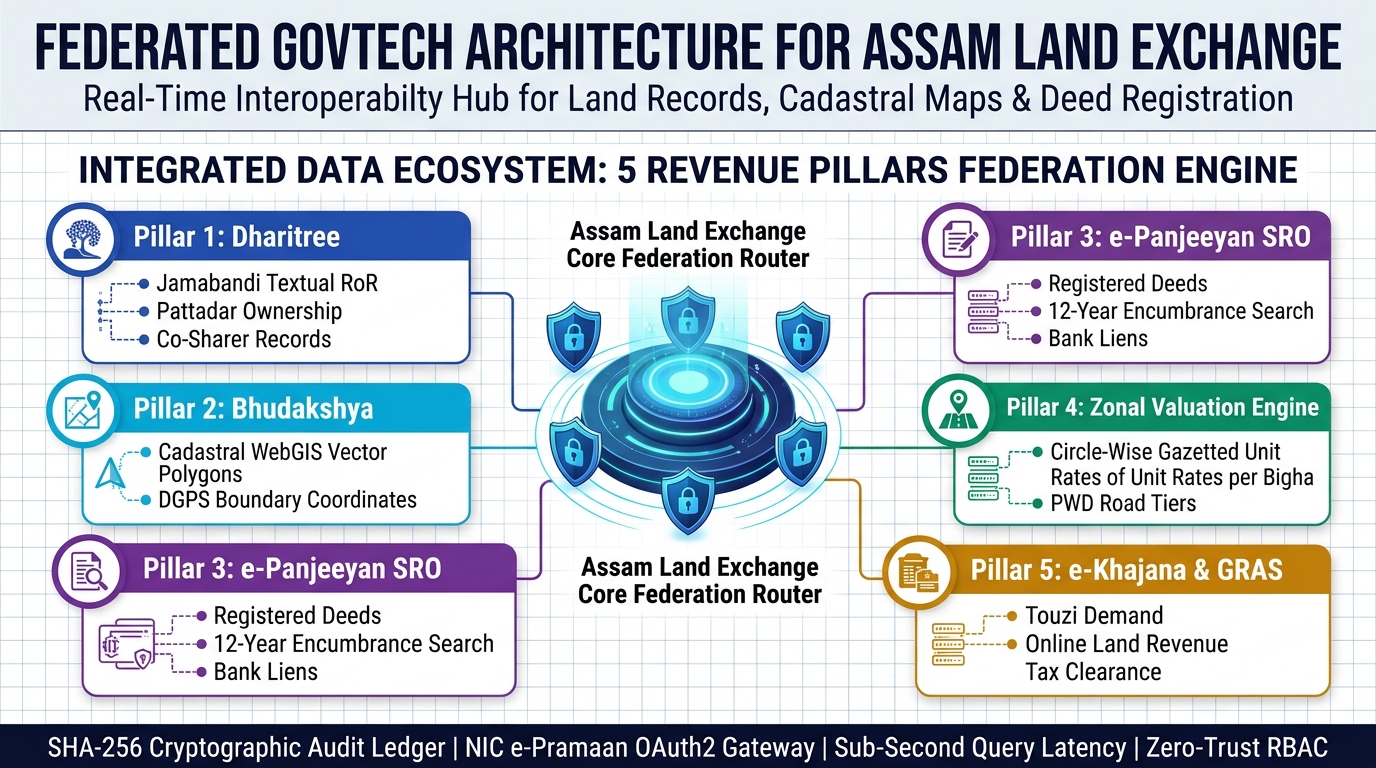 FEDERATED GOVTECH ARCHITECTURE FOR ASSAM LAND EXCHANGE
Real-Time Interoperabilty Hub for Land Records, Cadastral Maps & Deed Registration
INTEGRATED DATA ECOSYSTEM: 5 REVENUE PILLARS FEDERATION ENGINE
Pillar 1: Dharitree
Jamabandi Textual RoR
Pattadar Ownership
Co-Sharer Records
Pillar 2: Bhudakshya
Cadastral WebGIS Vector
Polygons
DGPS Boundary Coordinates
Pillar 3: e-Panjeeyan SRO
Registered Deeds
12-Year Encumbrance Search
Bank Liens
Assam Land Exchange
Core Federation Router
Assam Land Exchange
Core Federation Router
Pillar 3: e-Panjeeyan SRO
Registered Deeds
12-Year Encumbrance Search
Bank Liens
Pillar 4: Zonal Valuation Engine
Circle-Wise Gazetted Unit
Rates of Unit Rates per Bigha
PWD Road Tiers
Pillar 5: e-Khajana & GRAS
Touzi Demand
Online Land Revenue
Tax Clearance
SHA-256 Cryptographic Audit Ledger | NIC e-Pramaan OAuth2 Gateway | Sub-Second Query Latency | Zero-Trust RBAC